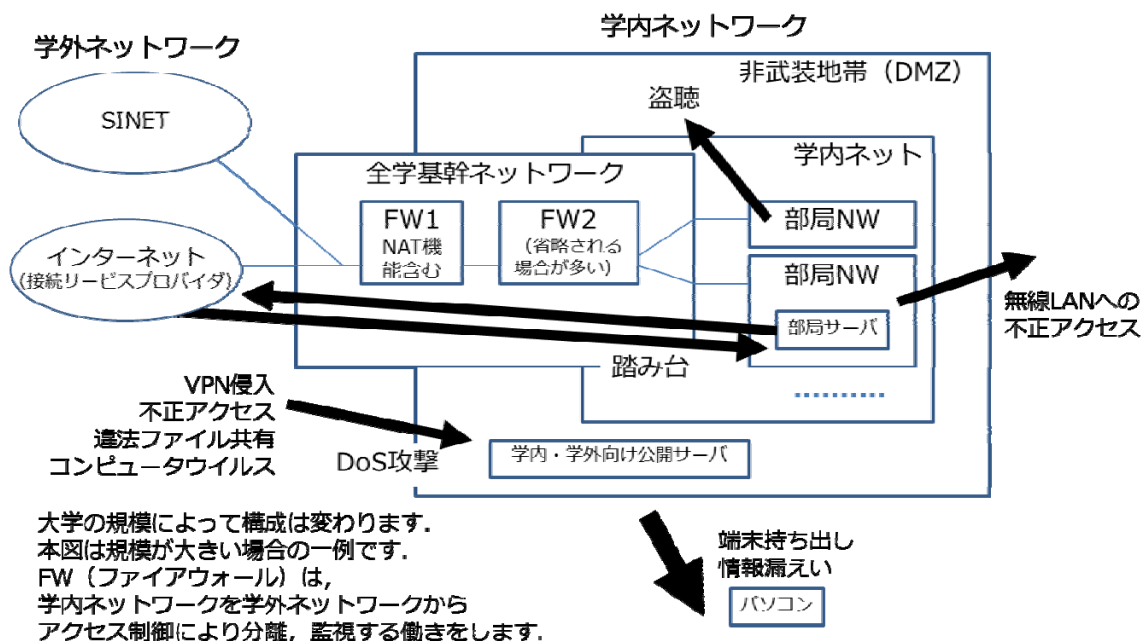 学内ネットワーク
学外ネットワーク
非武装地帯（DMZ）
盗聴
SINET
学内ネット
全学基幹ネットワーク
FW1
NAT機
能含む
FW2
（省略される
場合が多い）
部局NW
インターネット
（接続リービスプロバイダ）
部局NW
部局サーバ
無線LANへの
不正アクセス
踏み台
VPN侵入
不正アクセス
違法ファイル共有
コンピュータウイルス
DoS攻撃
学内・学外向け公開サーバ
大学の規模によって構成は変わります．
本図は規模が大きい場合の一例です．
FW（ファイアウォール）は，
学内ネットワークを学外ネットワークから
アクセス制御により分離，監視する働きをします．
端末持ち出し
情報漏えい
パソコン